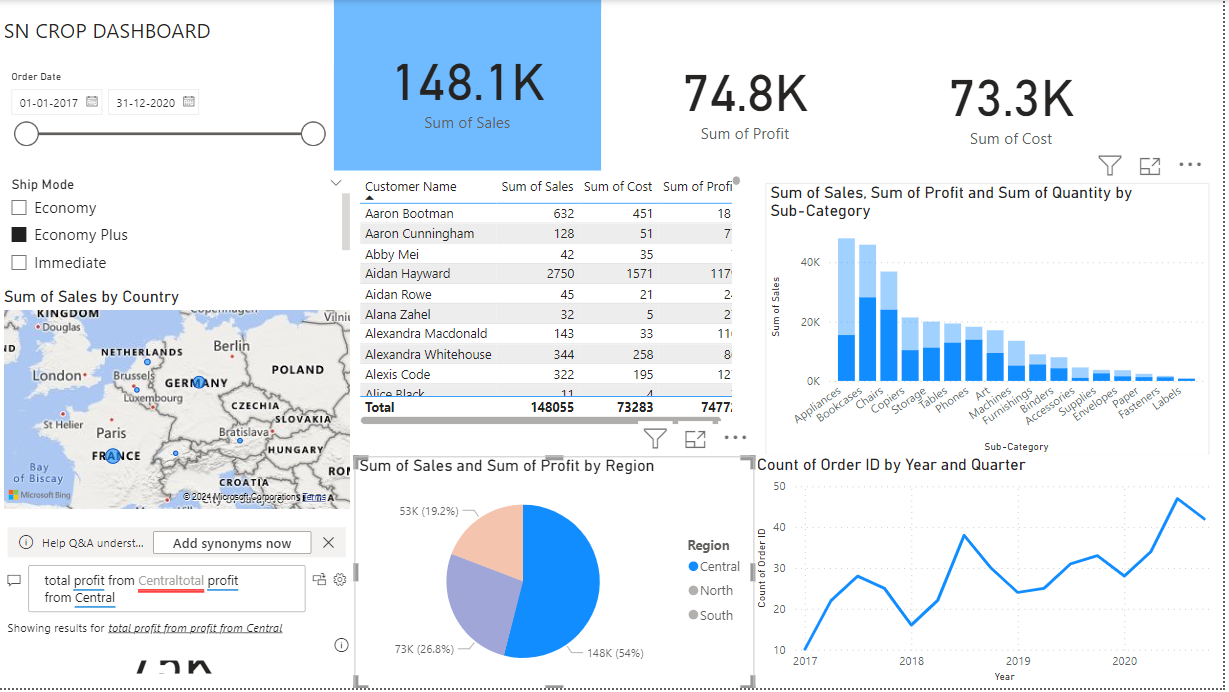 SN CROP DASHBOARD
Order Date
01-01-2017
31-12-2020
148.1K
Sum of Sales
74.8K
Sum of Profit
73.3K
Sum of Cost
Ship Mode
Economy
Economy Plus
Immediate
Customer Name Sum of Sales Sum of Cost Sum of Profi
Aaron Bootman 632 451 18
Aaron Cunningham 128 51 7
Abby Mei 42 35
Aidan Hayward 2750 1571 117
Aidan Rowe 45 21 2
Alana Zahel 32 5 2
Alexandra Macdonald 143 33 11
Alexandra Whitehouse 344 258 8
Alexis Code 322 195 12
Alice Black 11 4
Total 148055 73283 7477
Sum of Sales, Sum of Profit and Sum of Quantity by
Sub-Category
Sum of Sales
40K
20K
0K
Appliances
Bookcases
Chairs
Copiers
Storage
Tables
Phones
Art
Machines
Furnishings
Binders
Accessories
Supplies
Envelopes
Paper
Fasteners
Labels
Sub-Category
Sum of Sales by Country
KINGDOM
Douglas
Copenhagen
Vilni
ND
NETHERLANDS
Berlin
London
Brussels
GERMANY
POLAND
Luxembourg
CZECHIA
St Helier
Paris
SLOVAKIA
Bratislava
FRANCE
HUNGARY
Bay
of Biscay
CROATIA
ROM
Microsoft Bing
© 2024 Microsoft Corporation Terms
Help Q&A underst...
Add synonyms now
total profit from Centraltotal profit
from Central
Showing results for total profit from profit from Central
Sum of Sales and Sum of Profit by Region
53K (19.2%)
73K (26.8%)
148K (54%)
Region
Central
North
South
Count of Order ID by Year and Quarter
Count of Order ID
50
40
30
20
10
2017
2018
2019
2020
Year